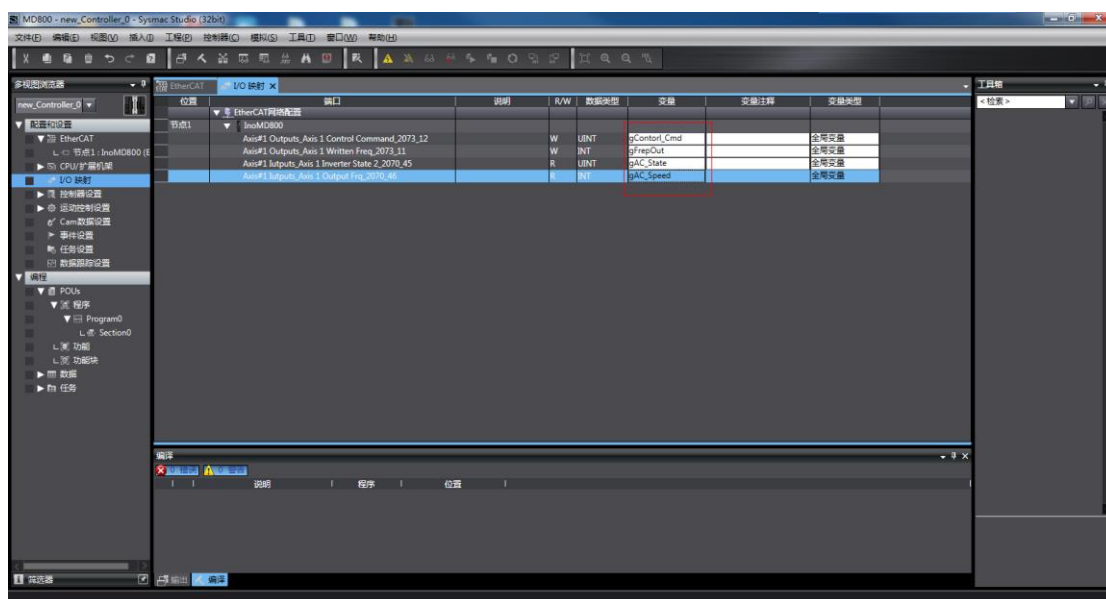 MD800 - new_Controller_0 - Sysmac Studio (32bit)
文件(F) 编辑(E) 视图(V) 插入(I) 工程(P) 控制器(C) 模拟(S) 工具(T) 窗口(W) 帮助(H)
多视图浏览器
new_Controller_0
配置和设置
EtherCAT
节点1 : InoMD800 (E
CPU/扩展机架
I/O 映射
控制器设置
运动控制设置
Cam数据设置
事件设置
任务设置
数据跟踪设置
编程
POUs
程序
Program0
Section0
功能
功能块
数据
任务
筛选器
EtherCAT I/O 映射
位置 端口 说明 R/W 数据类型 变量 变量注释 变量类型
EtherCAT网络配置
节点1 InoMD800
Axis#1 Outputs_Axis 1 Control Command_2073_12 W UINT gContorl_Cmd 全局变量
Axis#1 Outputs_Axis 1 Written Freq_2073_11 W INT gFrepOut 全局变量
Axis#1 Iutputs_Axis 1 Inverter State 2_2070_45 R UINT gAC_State 全局变量
Axis#1 Iutputs_Axis 1 Output Frq_2070_46 R INT gAC_Speed 全局变量
编译
0 错误 0 警告
说明 程序 位置
输出 编译
工具箱
<检索>